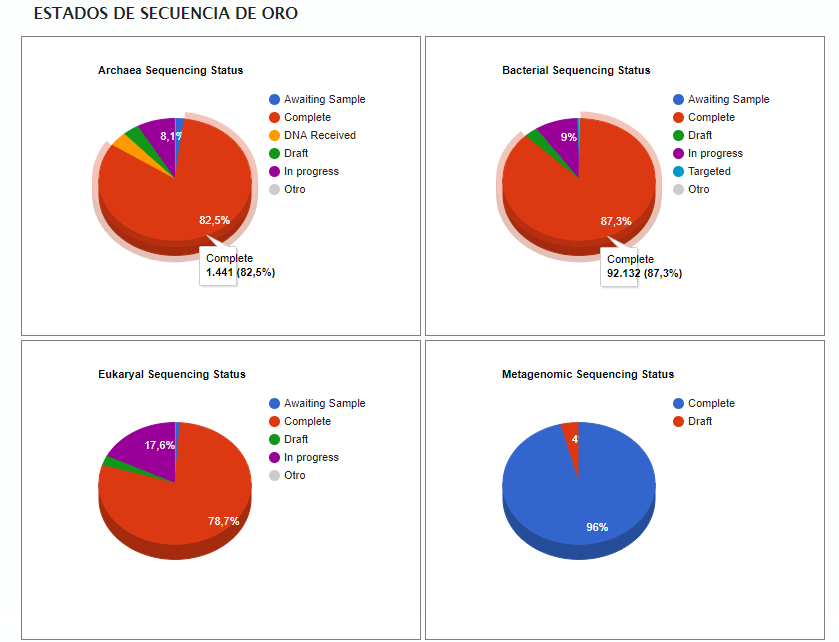 ESTADOS DE SECUENCIA DE ORO
Archaea Sequencing Status
Awaiting Sample
Complete
DNA Received
Draft
In progress
Otro
8,1%
82,5%
Complete
1.441 (82,5%)
Bacterial Sequencing Status
Awaiting Sample
Complete
Draft
In progress
Targeted
Otro
9%
87,3%
Complete
92.132 (87,3%)
Eukaryal Sequencing Status
Awaiting Sample
Complete
Draft
In progress
Otro
17,6%
78,7%
Metagenomic Sequencing Status
Complete
Draft
4
96%